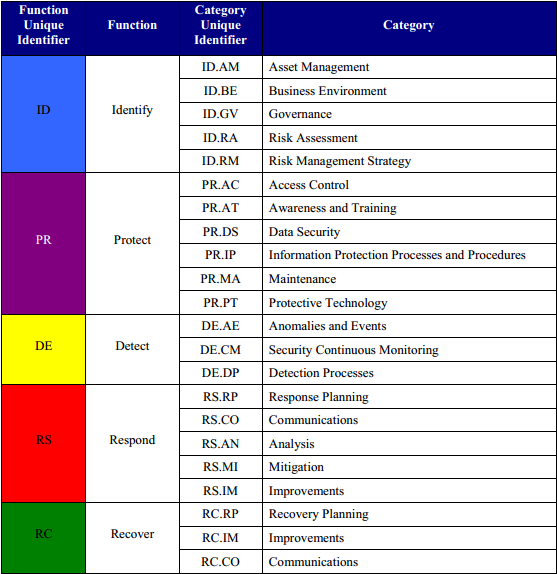 Function Unique Identifier | Function | Category Unique Identifier | Category
ID | Identify | ID.AM | Asset Management
ID.BE | Business Environment
ID.GV | Governance
ID.RA | Risk Assessment
ID.RM | Risk Management Strategy
PR | Protect | PR.AC | Access Control
PR.AT | Awareness and Training
PR.DS | Data Security
PR.IP | Information Protection Processes and Procedures
PR.MA | Maintenance
PR.PT | Protective Technology
DE | Detect | DE.AE | Anomalies and Events
DE.CM | Security Continuous Monitoring
DE.DP | Detection Processes
RS | Respond | RS.RP | Response Planning
RS.CO | Communications
RS.AN | Analysis
RS.MI | Mitigation
RS.IM | Improvements
RC | Recover | RC.RP | Recovery Planning
RC.IM | Improvements
RC.CO | Communications